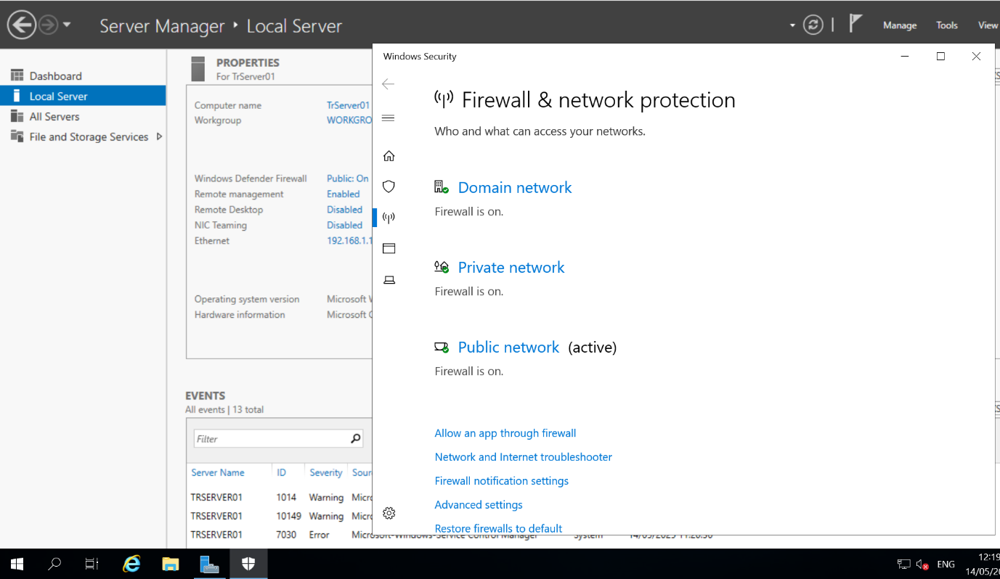 Server Manager ‣ Local Server
Manage Tools View
Dashboard
Local Server
All Servers
File and Storage Services
PROPERTIES
For TrServer01
Computer name TrServer01
Workgroup WORKGRO
Windows Defender Firewall Public: On
Remote management Enabled
Remote Desktop Disabled
NIC Teaming Disabled
Ethernet 192.168.1.1
Operating system version Microsoft W
Hardware information Microsoft C
EVENTS
All events | 13 total
Filter
Server Name ID Severity Sour
TRSERVER01 1014 Warning Micro
TRSERVER01 10149 Warning Micro
TRSERVER01 7030 Error Microsoft-Windows-Service Control Manager System
Windows Security
Firewall & network protection
Who and what can access your networks.
Domain network
Firewall is on.
Private network
Firewall is on.
Public network (active)
Firewall is on.
Allow an app through firewall
Network and Internet troubleshooter
Firewall notification settings
Advanced settings
Restore firewalls to default
ENG
12:19
14/05/20